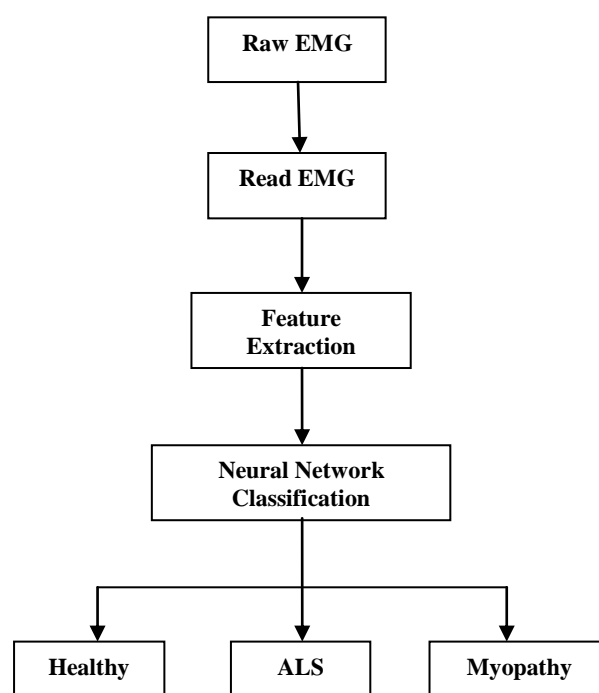 Raw EMG
Read EMG
Feature
Extraction
Neural Network
Classification
Healthy
ALS
Myopathy